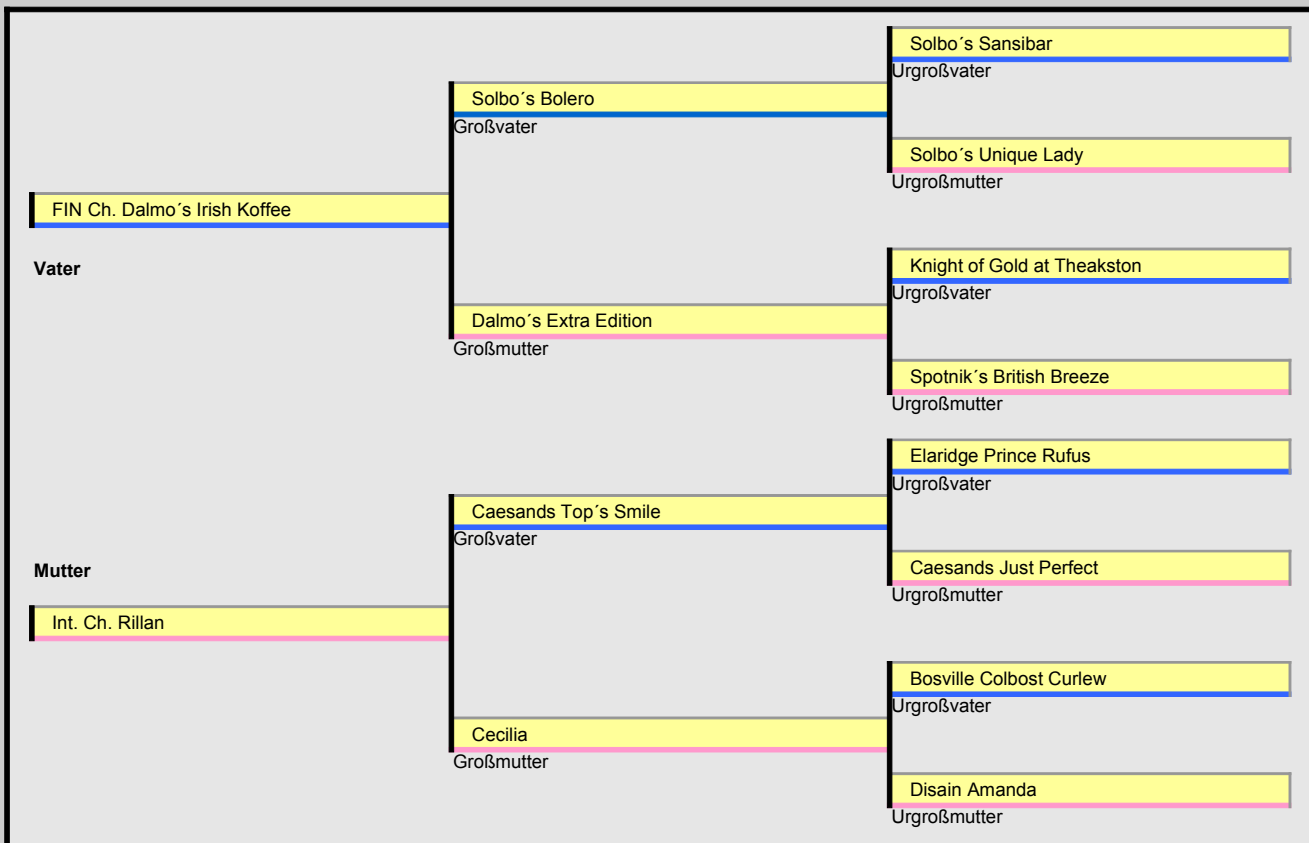 Solbo´s Sansibar
Urgroßvater
Solbo´s Bolero
Großvater
Solbo´s Unique Lady
Urgroßmutter
FIN Ch. Dalmo´s Irish Koffee
Vater
Knight of Gold at Theakston
Urgroßvater
Dalmo´s Extra Edition
Großmutter
Spotnik´s British Breeze
Urgroßmutter
Elaridge Prince Rufus
Urgroßvater
Caesands Top´s Smile
Großvater
Caesands Just Perfect
Urgroßmutter
Mutter
Int. Ch. Rillan
Bosville Colbost Curlew
Urgroßvater
Cecilia
Großmutter
Disain Amanda
Urgroßmutter